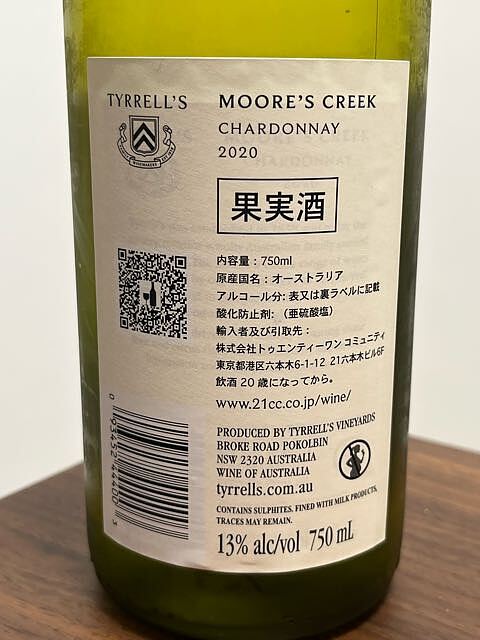 TYRRELL'S
MOORE'S CREEK
CHARDONNAY
2020
果実酒
内容量：750ml
原産国名：オーストラリア
アルコール分: 表又は裏ラベルに記載
酸化防止剤: （亜硫酸塩）
輸入者及び引取先：
株式会社トゥエンティーワン コミュニティ
東京都港区六本木6-1-12 21六本木ビル6F
飲酒 20 歳になってから。
www.21cc.co.jp/wine/
PRODUCED BY TYRRELL'S VINEYARDS
BROKE ROAD POKOLBIN
NSW 2320 AUSTRALIA
WINE OF AUSTRALIA
tyrrells.com.au
CONTAINS SULPHITES. FINED WITH MILK PRODUCTS,
TRACES MAY REMAIN.
13% alc/vol 750 mL